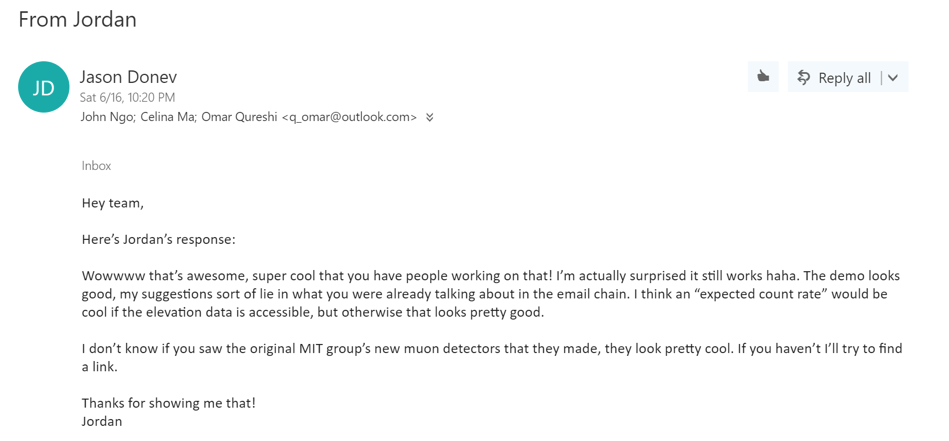 From Jordan
JD
Jason Donev
Sat 6/16, 10:20 PM
Reply all
John Ngo; Celina Ma; Omar Qureshi <q_omar@outlook.com>
Inbox
Hey team,
Here’s Jordan’s response:
Wowwww that’s awesome, super cool that you have people working on that! I’m actually surprised it still works haha. The demo looks
good, my suggestions sort of lie in what you were already talking about in the email chain. I think an “expected count rate” would be
cool if the elevation data is accessible, but otherwise that looks pretty good.
I don’t know if you saw the original MIT group’s new muon detectors that they made, they look pretty cool. If you haven’t I’ll try to find
a link.
Thanks for showing me that!
Jordan